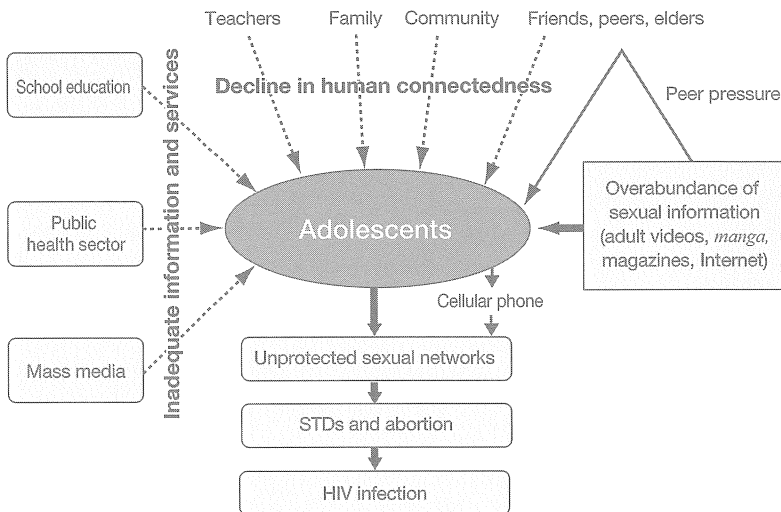 Teachers
Family
Community
Friends, peers, elders
Decline in human connectedness
Peer pressure
School education
Public
health sector
Mass media
Inadequate information and services
Adolescents
Overabundance of
sexual information
(adult videos, manga,
magazines, Internet)
Cellular phone
Unprotected sexual networks
STDs and abortion
HIV infection